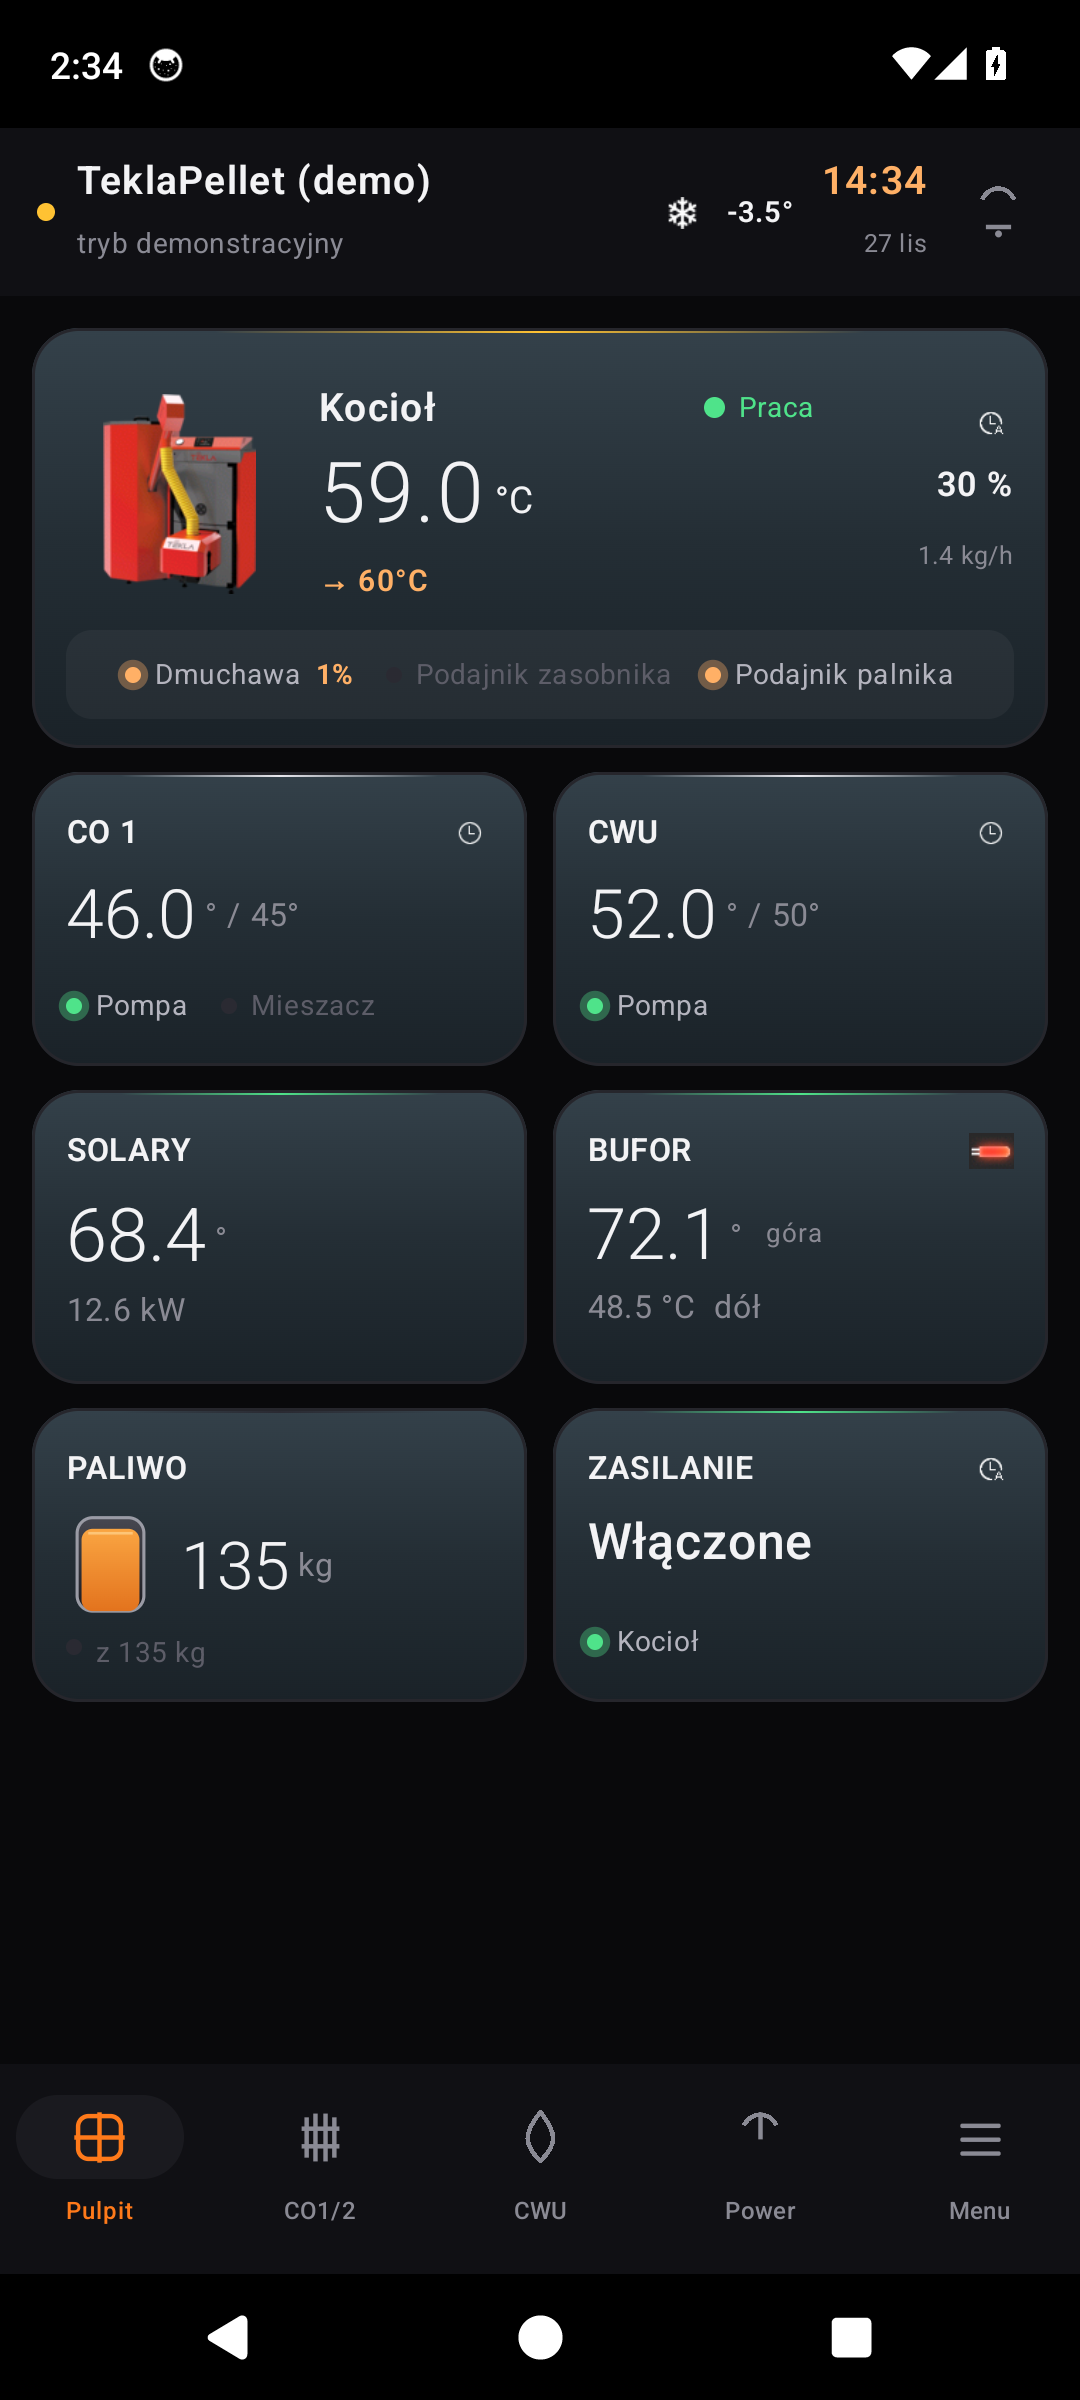 2:34
TeklaPellet (demo)
tryb demonstracyjny
-3.5°
14:34
27 lis
Kocioł
Praca
59.0 °C
→ 60°C
30 %
1.4 kg/h
TEKLA
Dmuchawa 1% Podajnik zasobnika Podajnik palnika
CO 1
46.0 ° / 45°
Pompa Mieszacz
CWU
52.0 ° / 50°
Pompa
SOLARY
68.4 °
12.6 kW
BUFOR
72.1 ° góra
48.5 °C dół
PALIWO
135 kg
z 135 kg
ZASILANIE
Włączone
Kocioł
Pulpit CO1/2 CWU Power Menu